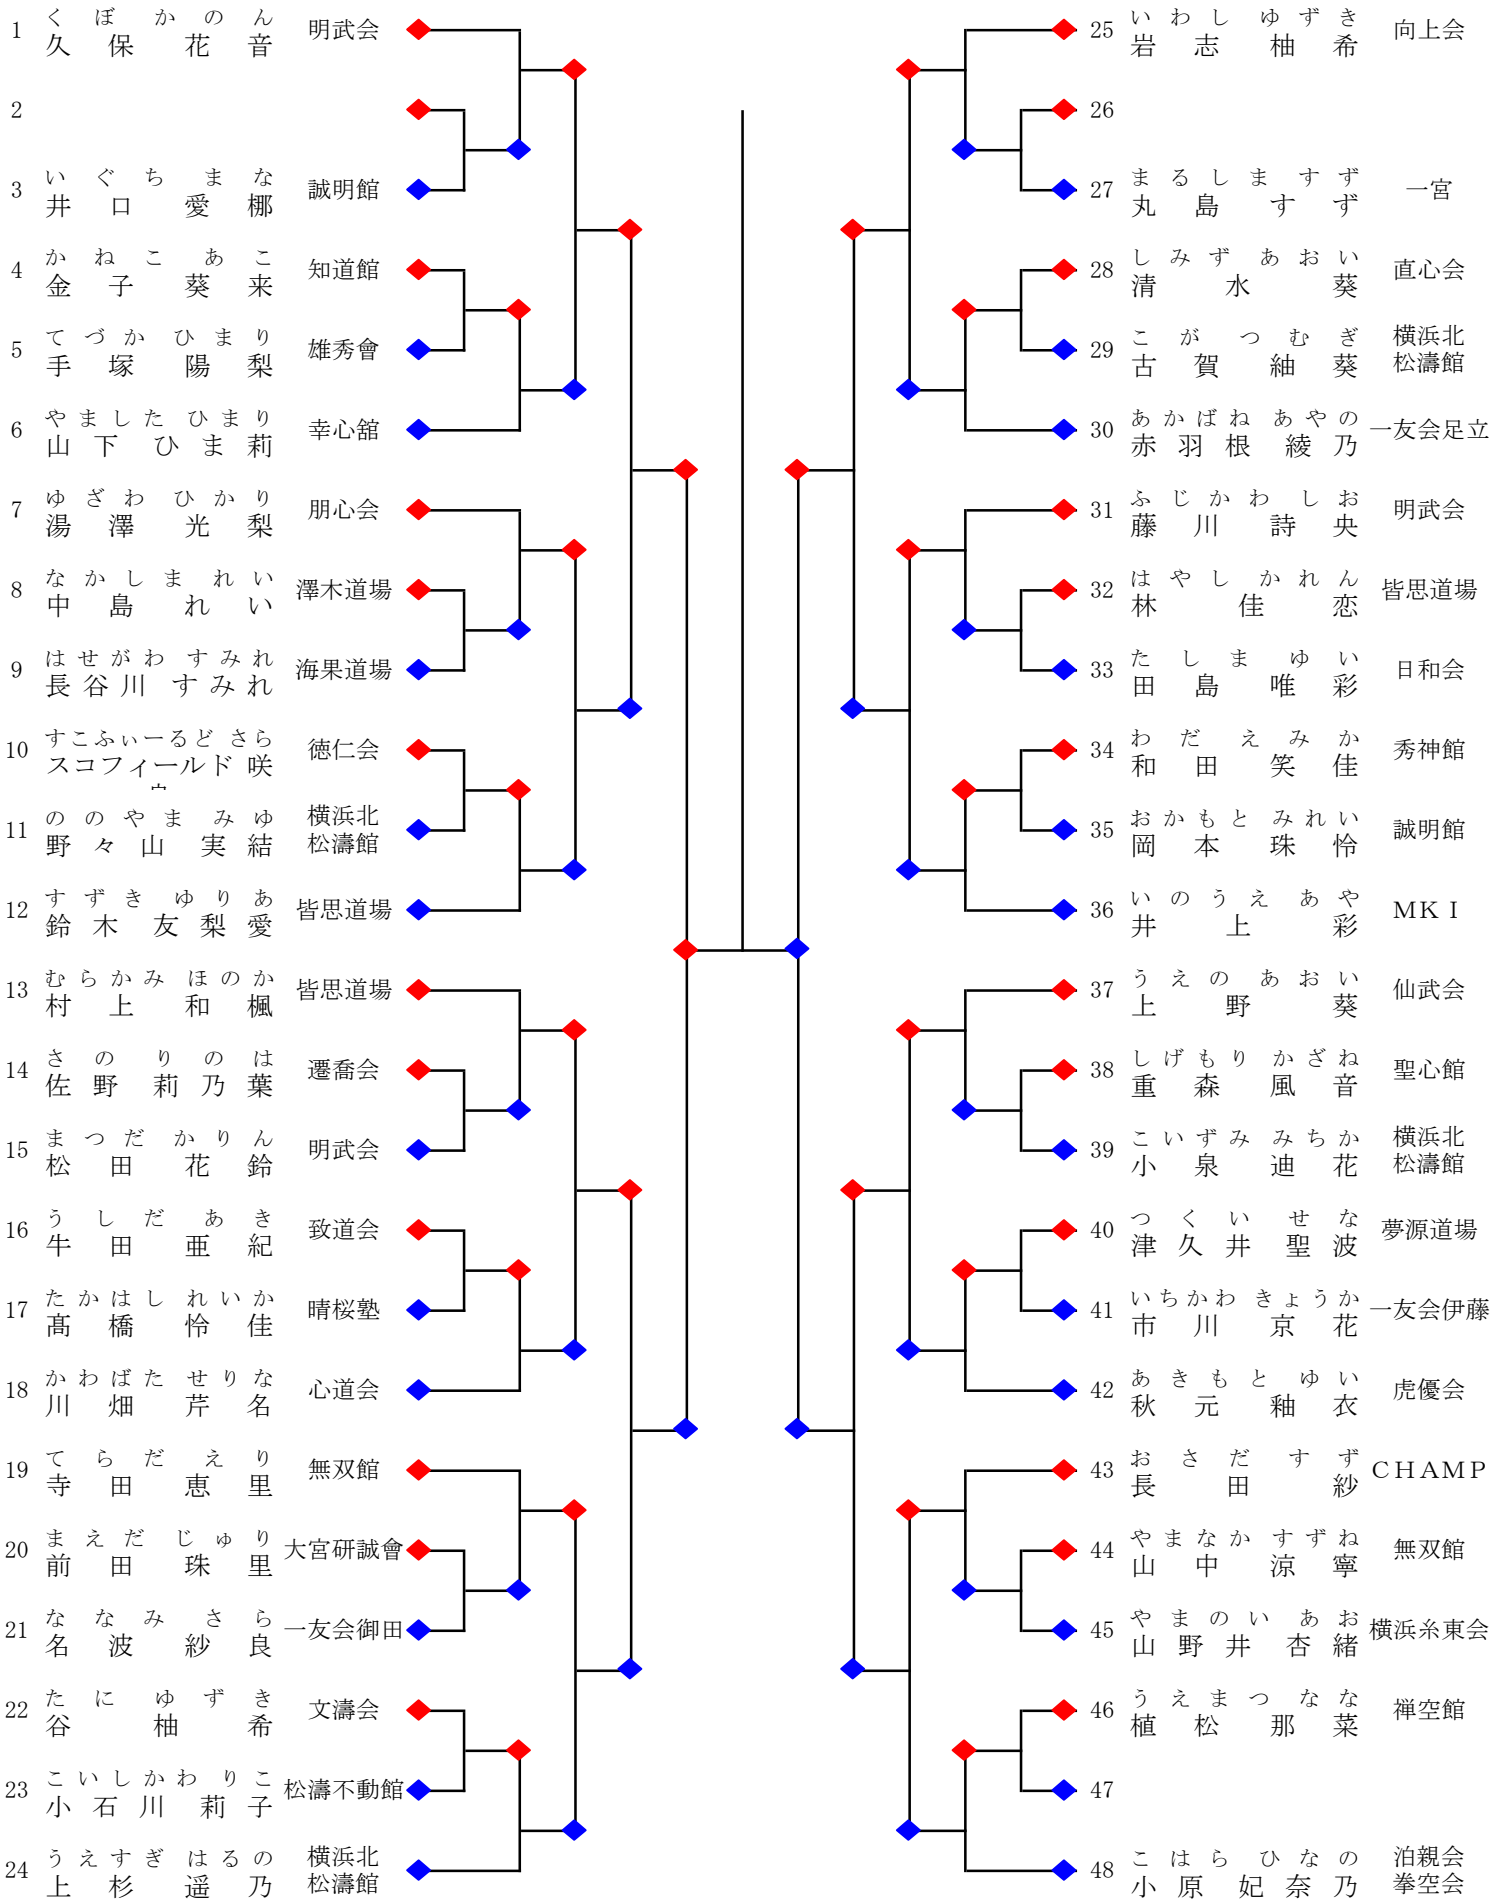 くぼ かのん
1 久保 花音 明武会
2
いぐち まな
3 井口 愛梛 誠明館
かねこ あこ
4 金子 葵来 知道館
てづか ひまり
5 手塚 陽梨 雄秀會
やました ひまり
6 山下 ひま莉 幸心舘
ゆざわ ひかり
7 湯澤 光梨 朋心会
なかしま れい
8 中島 れい 澤木道場
はせがわ すみれ
9 長谷川 すみれ 海果道場
すこふぃーるど さら
10 スコフィールド 咲 徳仁会
ののやま みゆ
11 野々山 実結 横浜北
松濤館
すずき ゆりあ
12 鈴木 友梨愛 皆思道場
むらかみ ほのか
13 村上 和楓 皆思道場
さの りのは
14 佐野 莉乃葉 遷喬会
まつだ かりん
15 松田 花鈴 明武会
うしだ あき
16 牛田 亜紀 致道会
たかはし れいか
17 髙橋 怜佳 晴桜塾
かわばた せりな
18 川畑 芹名 心道会
てらだ えり
19 寺田 恵里 無双館
まえだ じゅり
20 前田 珠里 大宮研誠會
ななみ さら
21 名波 紗良 一友会御田
たに ゆずき
22 谷 柚希 文濤会
こいしかわ りこ
23 小石川 莉子 松濤不動館
うえすぎ はるの
24 上杉 遥乃 横浜北
松濤館
いわし ゆずき
25 岩志 柚希 向上会
26
まるしま すず
27 丸島 すず 一宮
しみず あおい
28 清水 葵 直心会
こが つむぎ
29 古賀 紬葵 横浜北
松濤館
あかばね あやの
30 赤羽根 綾乃 一友会足立
ふじかわ しお
31 藤川 詩央 明武会
はやし かれん
32 林 佳恋 皆思道場
たしま ゆい
33 田島 唯彩 日和会
わだ えみか
34 和田 笑佳 秀神館
おかもと みれい
35 岡本 珠怜 誠明館
いのうえ あや
36 井上 彩 MKI
うえの あおい
37 上野 葵 仙武会
しげもり かざね
38 重森 風音 聖心館
こいずみ みちか
39 小泉 迪花 横浜北
松濤館
つくい せな
40 津久井 聖波 夢源道場
いちかわ きょうか
41 市川 京花 一友会伊藤
あきもと ゆい
42 秋元 釉衣 虎優会
おさだ すず
43 長田 紗 CHAMP
やまなか すずね
44 山中 涼寧 無双館
やまのい あお
45 山野井 杏緒 横浜糸東会
うえまつ なな
46 植松 那菜 禅空館
47
こはら ひなの
48 小原 妃奈乃 泊親会
拳空会